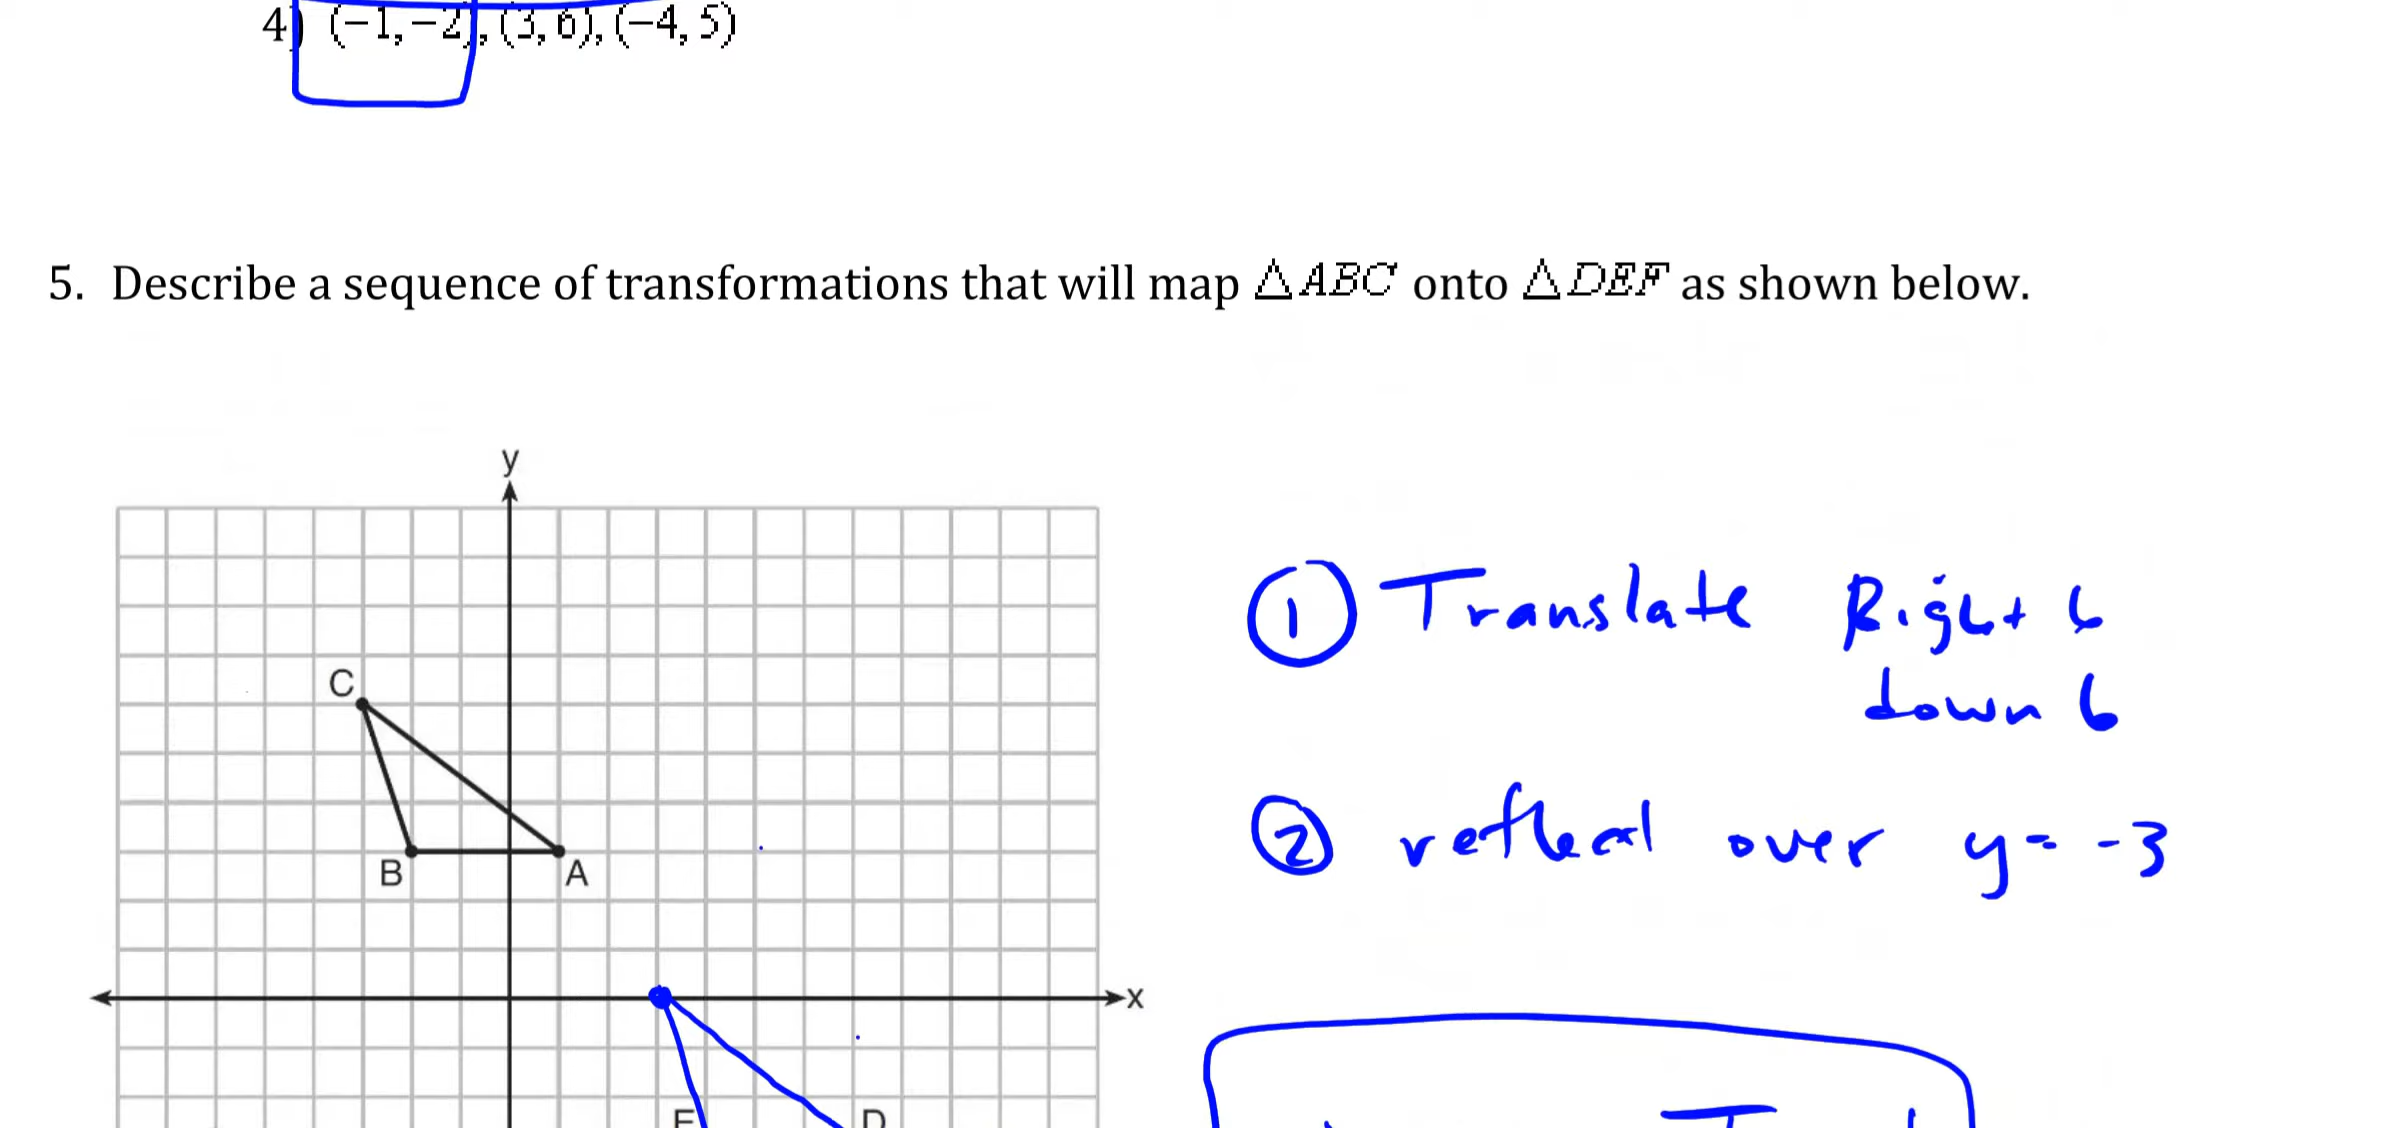 4) (−1,−2), (3,6), (−4,5)
5. Describe a sequence of transformations that will map △ABC onto △DEF as shown below.
y
① Translate Right 6
down 6
C
② reflect over y = -3
B A
x
E D